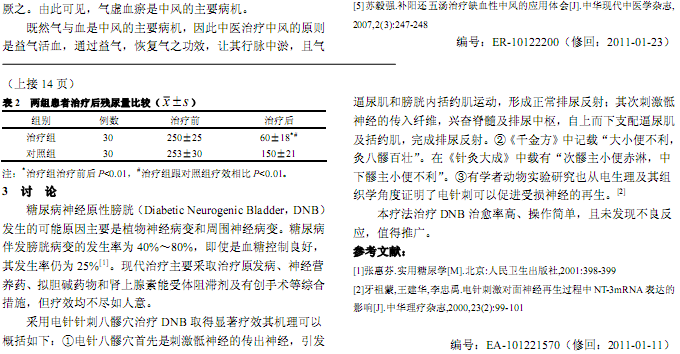 厥之。由此可见，气虚血瘀是中风的主要病机。
既然气与血是中风的主要病机，因此中医治疗中风的原则
是益气活血，通过益气，恢复气之功效，让其行脉中淤，且气
[5]苏毅强.补阳还五汤治疗缺血性中风的应用体会[J].中华现代中医学杂志,
2007,2(3):247-248
编号：ER-10122200（修回：2011-01-23）
（上接 14 页）
表 2 两组患者治疗后残尿量比较（x̄±s）
组别 例数 治疗前 治疗后
治疗组 30 250±25 60±18*#
对照组 30 253±30 150±21
注：*治疗组治疗前后 P<0.01，#治疗组跟对照组疗效相比 P<0.01。
3 讨 论
糖尿病神经原性膀胱（Diabetic Neurogenic Bladder，DNB）
发生的可能原因主要是植物神经病变和周围神经病变。糖尿病
伴发膀胱病变的发生率为 40%～80%，即使是血糖控制良好，
其发生率仍为 25%[1]。现代治疗主要采取治疗原发病、神经营
养药、拟胆碱药物和肾上腺素能受体阻滞剂及有创手术等综合
措施，但疗效均不尽如人意。
采用电针针刺八髎穴治疗 DNB 取得显著疗效其机理可以
概括如下：①电针八髎穴首先是刺激骶神经的传出神经，引发
逼尿肌和膀胱内括约肌运动，形成正常排尿反射；其次刺激骶
神经的传入纤维，兴奋脊髓及排尿中枢，自上而下支配逼尿肌
及括约肌，完成排尿反射。②《千金方》中记载“大小便不利，
灸八髎百壮”。在《针灸大成》中载有“次髎主小便赤淋，中
下髎主小便不利”。③有学者动物实验研究也从电生理及其组
织学角度证明了电针刺可以促进受损神经的再生。[2]
本疗法治疗 DNB 治愈率高、操作简单，且未发现不良反
应，值得推广。
参考文献：
[1]张惠芬.实用糖尿学[M].北京:人民卫生出版社,2001:398-399
[2]牙祖蒙,王建华,李忠禹.电针刺激对面神经再生过程中 NT-3mRNA 表达的
影响[J].中华理疗杂志,2000,23(2):99-101
编号：EA-101221570（修回：2011-01-11）